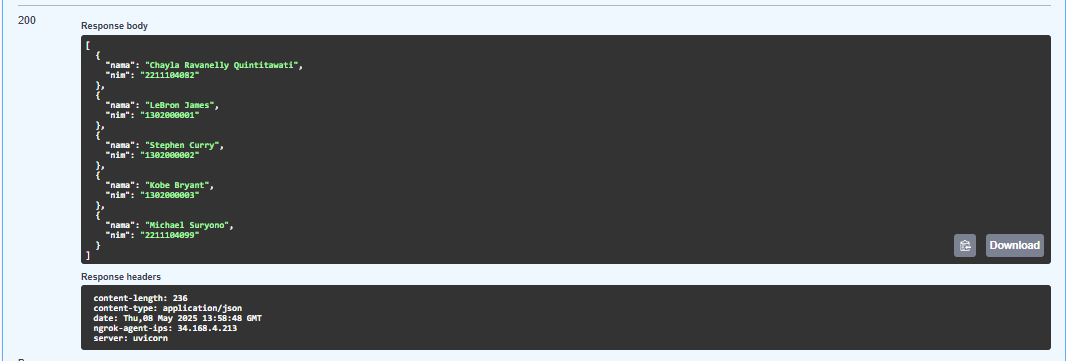 200
Response body
[
  {
    "nama": "Chayla Ravanelly Quintitawati",
    "nim": "2211104082"
  },
  {
    "nama": "LeBron James",
    "nim": "1302000001"
  },
  {
    "nama": "Stephen Curry",
    "nim": "1302000002"
  },
  {
    "nama": "Kobe Bryant",
    "nim": "1302000003"
  },
  {
    "nama": "Michael Suryono",
    "nim": "2211104099"
  }
]
Download
Response headers
content-length: 236
content-type: application/json
date: Thu,08 May 2025 13:58:48 GMT
ngrok-agent-ips: 34.168.4.213
server: uvicorn